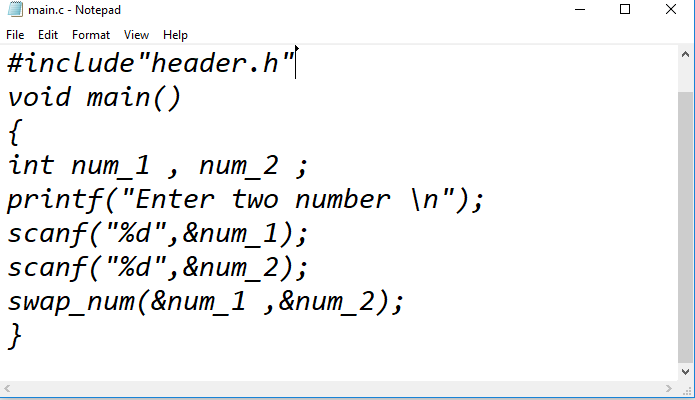 main.c - Notepad
File Edit Format View Help
#include"header.h"
void main()
{
int num_1 , num_2 ;
printf("Enter two number \n");
scanf("%d",&num_1);
scanf("%d",&num_2);
swap_num(&num_1 ,&num_2);
}